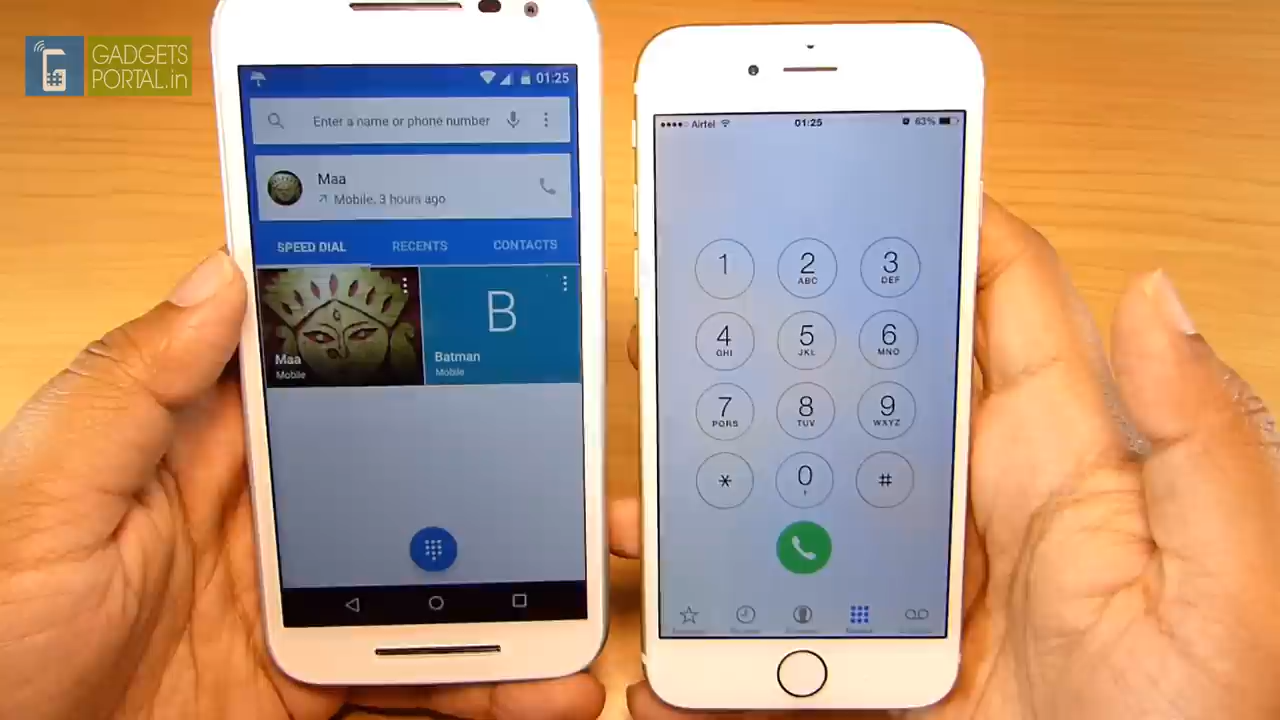 GADGETS
PORTAL.in
01:25
Enter a name or phone number
Maa
Mobile, 3 hours ago
SPEED DIAL RECENTS CONTACTS
Maa
Mobile
B
Batman
Mobile
Airtel 01:25 63%
1 2 3
ABC DEF
4 5 6
GHI JKL MNO
7 8 9
PQRS TUV WXYZ
* 0 #